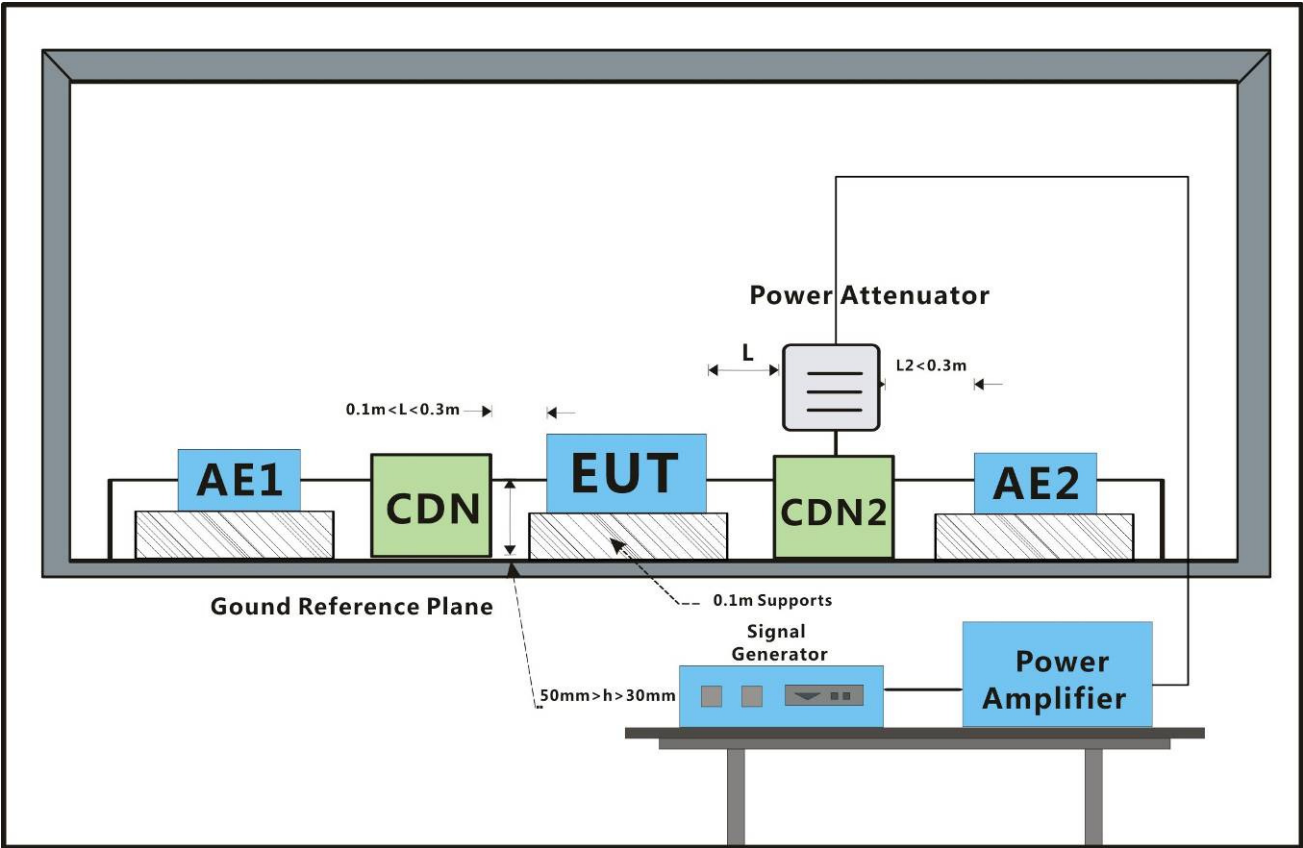 Power Attenuator
L
L2<0.3m
0.1m<L<0.3m
AE1
CDN
EUT
CDN2
AE2
Gound Reference Plane
0.1m Supports
Signal
Generator
50mm>h>30mm
Power
Amplifier